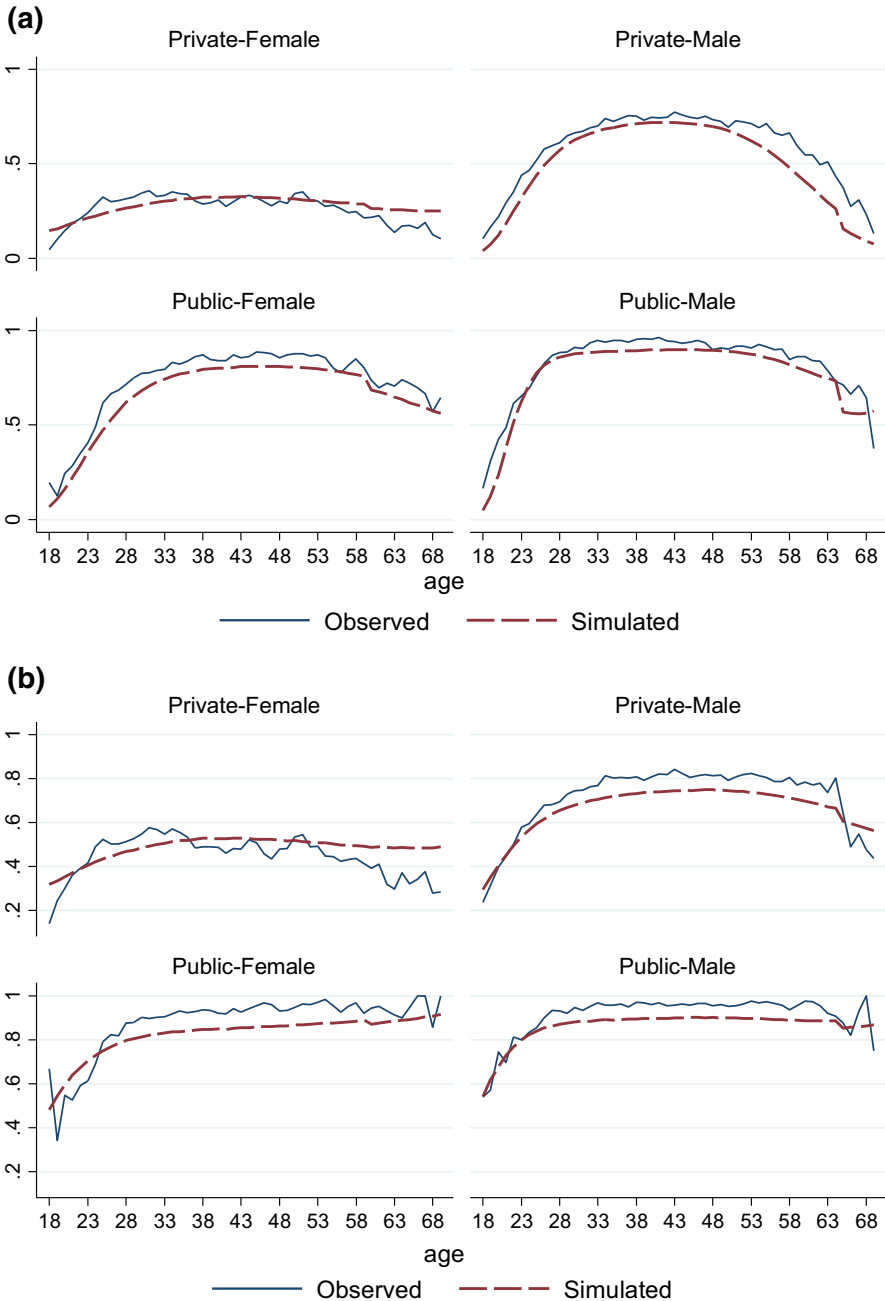 (a)
Private-Female Private-Male
1
.5
0
Public-Female Public-Male
1
.5
0
18 23 28 33 38 43 48 53 58 63 68 18 23 28 33 38 43 48 53 58 63 68
age
Observed Simulated
(b)
Private-Female Private-Male
1
.8
.6
.4
.2
Public-Female Public-Male
1
.8
.6
.4
.2
18 23 28 33 38 43 48 53 58 63 68 18 23 28 33 38 43 48 53 58 63 68
age
Observed Simulated